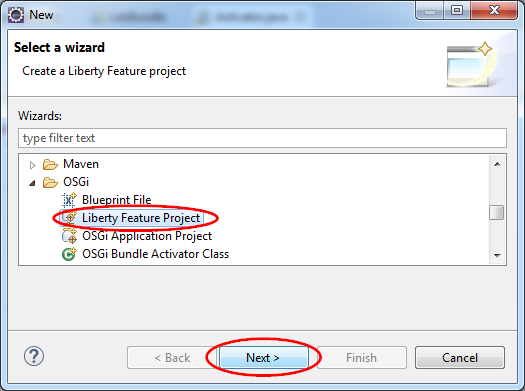 New
Select a wizard
Create a Liberty Feature project
Wizards:
type filter text
Maven
OSGi
Blueprint File
Liberty Feature Project
OSGi Application Project
OSGi Bundle Activator Class
?
< Back
Next >
Finish
Cancel